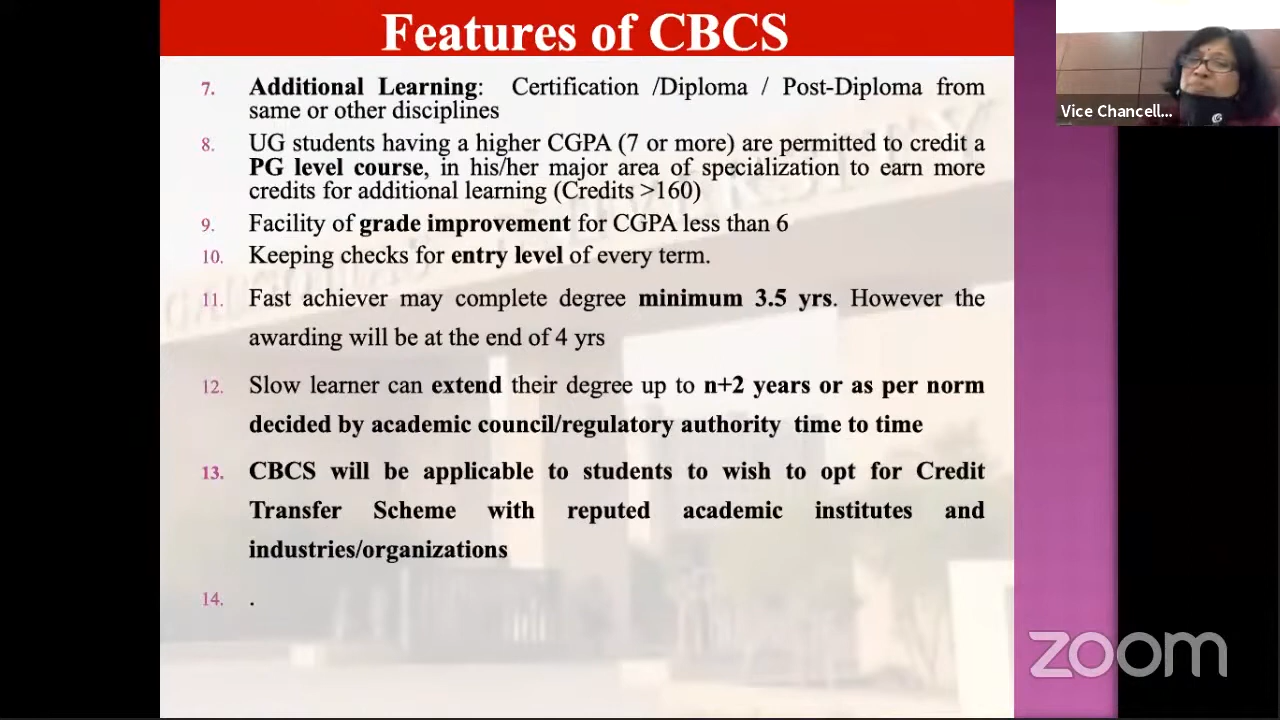 Features of CBCS
Vice Chancell...
7. Additional Learning: Certification /Diploma / Post-Diploma from
same or other disciplines
8. UG students having a higher CGPA (7 or more) are permitted to credit a
PG level course, in his/her major area of specialization to earn more
credits for additional learning (Credits >160)
9. Facility of grade improvement for CGPA less than 6
10. Keeping checks for entry level of every term.
11. Fast achiever may complete degree minimum 3.5 yrs. However the
awarding will be at the end of 4 yrs
12. Slow learner can extend their degree up to n+2 years or as per norm
decided by academic council/regulatory authority time to time
13. CBCS will be applicable to students to wish to opt for Credit
Transfer Scheme with reputed academic institutes and
industries/organizations
14. .
zoom